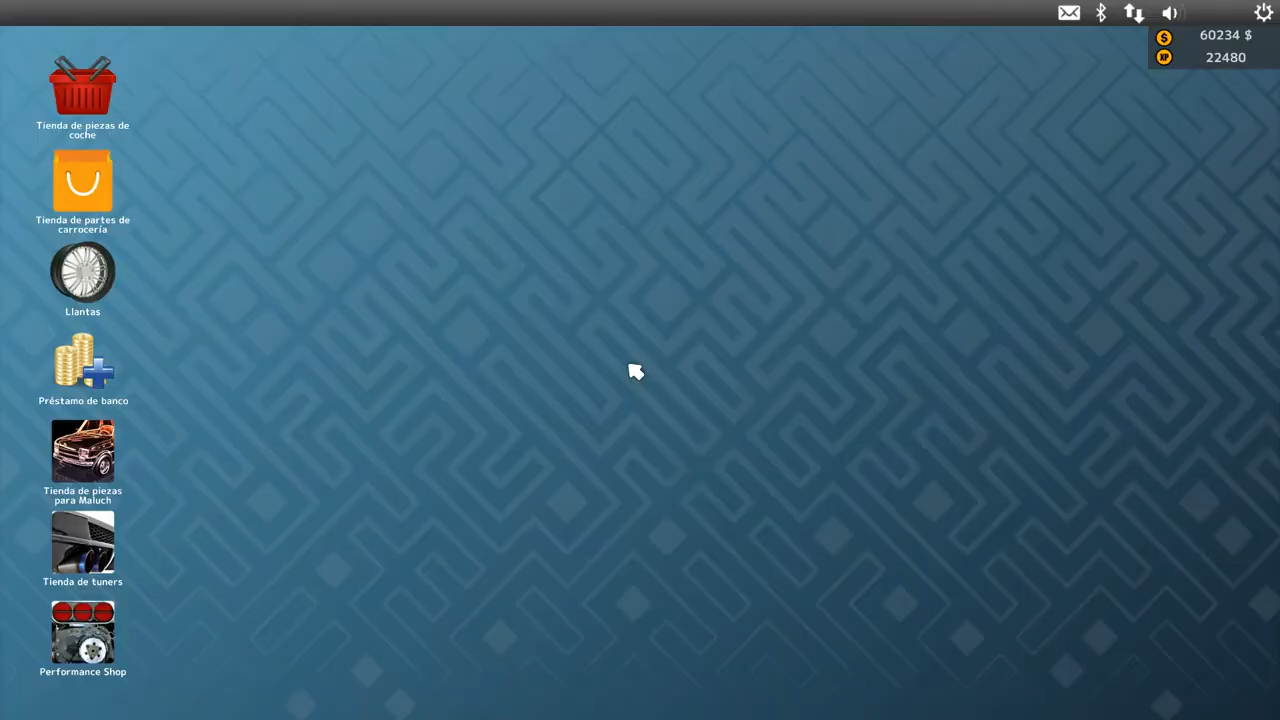 60234 $
XP
22480
Tienda de piezas de
coche
Tienda de partes de
carrocería
Llantas
Préstamo de banco
Tienda de piezas
para Maluch
Tienda de tuners
Performance Shop